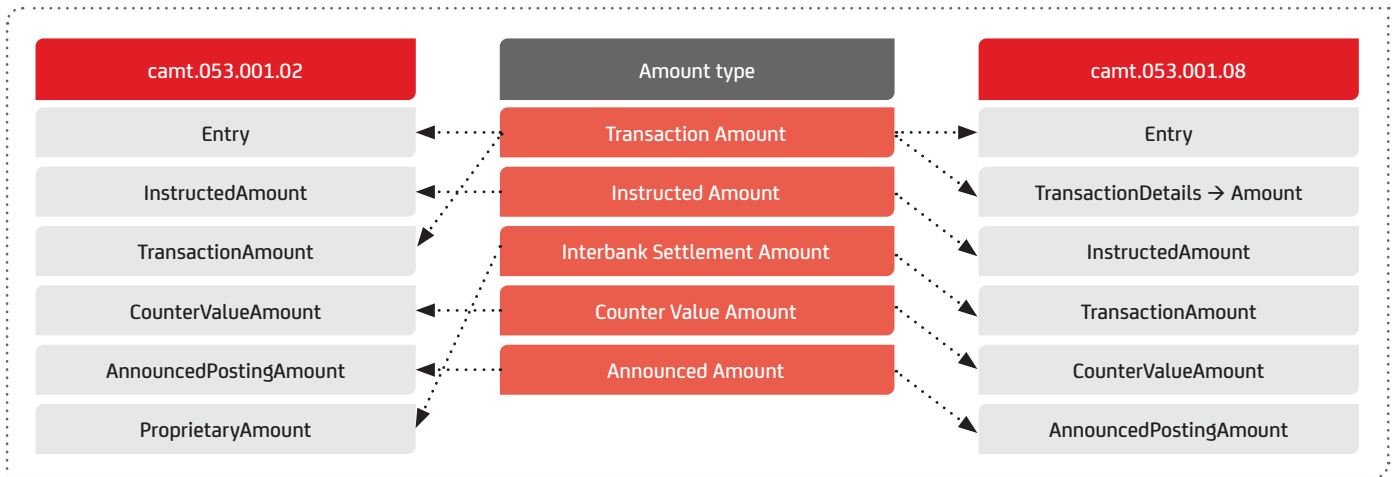 camt.053.001.02
Amount type
camt.053.001.08
Entry
Transaction Amount
Entry
InstructedAmount
Instructed Amount
TransactionDetails → Amount
TransactionAmount
Interbank Settlement Amount
InstructedAmount
CounterValueAmount
Counter Value Amount
TransactionAmount
AnnouncedPostingAmount
Announced Amount
CounterValueAmount
ProprietaryAmount
AnnouncedPostingAmount